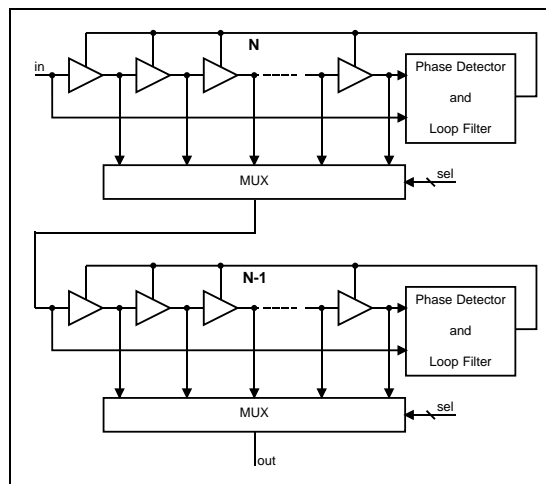 N
in
Phase Detector
and
Loop Filter
MUX
sel
N-1
Phase Detector
and
Loop Filter
MUX
sel
out